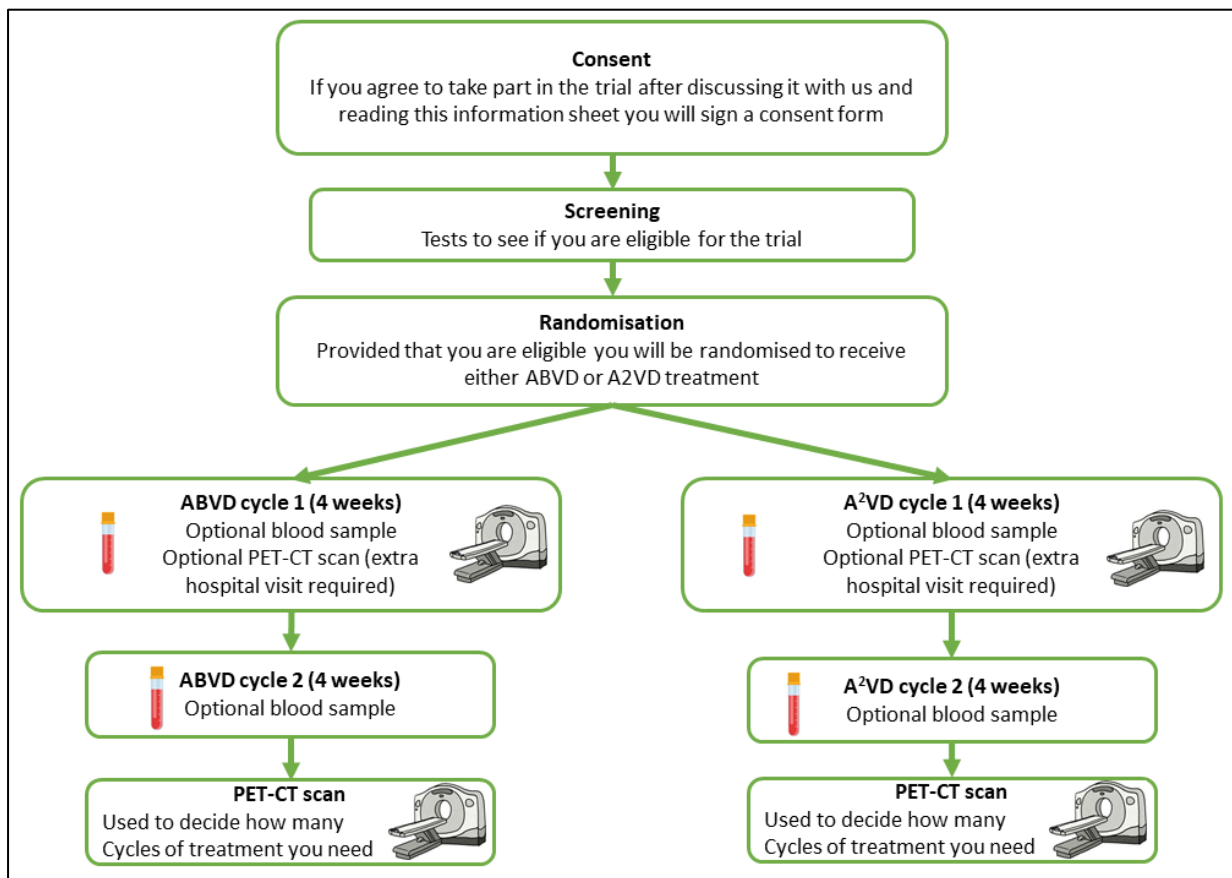 Consent
If you agree to take part in the trial after discussing it with us and
reading this information sheet you will sign a consent form
Screening
Tests to see if you are eligible for the trial
Randomisation
Provided that you are eligible you will be randomised to receive
either ABVD or A2VD treatment
ABVD cycle 1 (4 weeks)
Optional blood sample
Optional PET-CT scan (extra
hospital visit required)
A²VD cycle 1 (4 weeks)
Optional blood sample
Optional PET-CT scan (extra
hospital visit required)
ABVD cycle 2 (4 weeks)
Optional blood sample
A²VD cycle 2 (4 weeks)
Optional blood sample
PET-CT scan
Used to decide how many
Cycles of treatment you need
PET-CT scan
Used to decide how many
Cycles of treatment you need